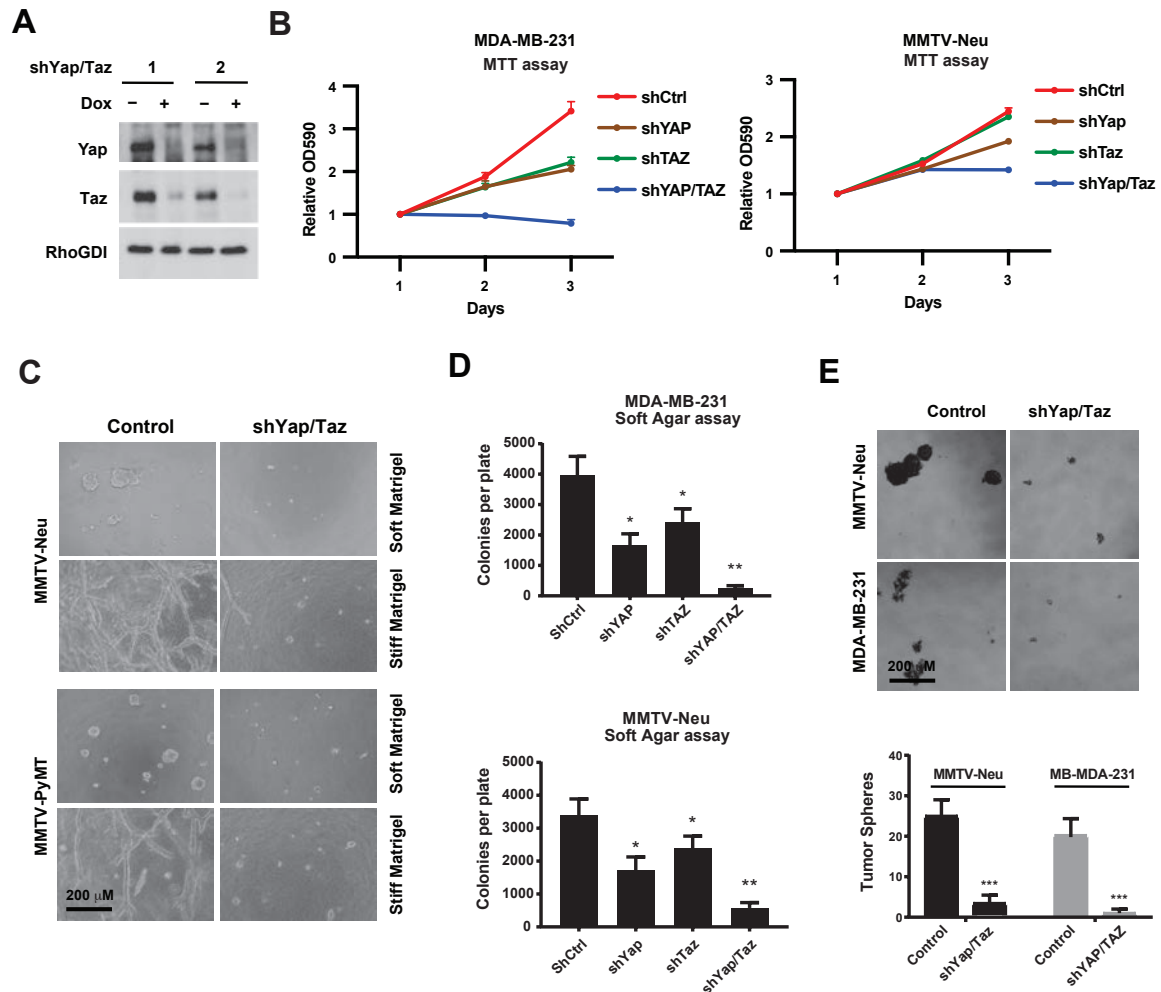 A
shYap/Taz 1 2
Dox – + – +
Yap
Taz
RhoGDI
B
MDA-MB-231
MTT assay
Relative OD590
4
3
2
1
0
1 2 3
Days
shCtrl
shYAP
shTAZ
shYAP/TAZ
MMTV-Neu
MTT assay
Relative OD590
3
2
1
0
1 2 3
Days
shCtrl
shYap
shTaz
shYap/Taz
C
Control shYap/Taz
MMTV-Neu
Soft Matrigel
Stiff Matrigel
MMTV-PyMT
Soft Matrigel
Stiff Matrigel
200 μM
D
MDA-MB-231
Soft Agar assay
Colonies per plate
5000
4000
3000
2000
1000
0
* * **
ShCtrl shYAP shTAZ shYAP/TAZ
MMTV-Neu
Soft Agar assay
Colonies per plate
5000
4000
3000
2000
1000
0
* * **
ShCtrl shYap shTaz shYap/Taz
E
Control shYap/Taz
MMTV-Neu
MDA-MB-231
200 M
Tumor Spheres
40
30
20
10
0
MMTV-Neu MB-MDA-231
*** ***
Control shYap/Taz Control shYAP/TAZ